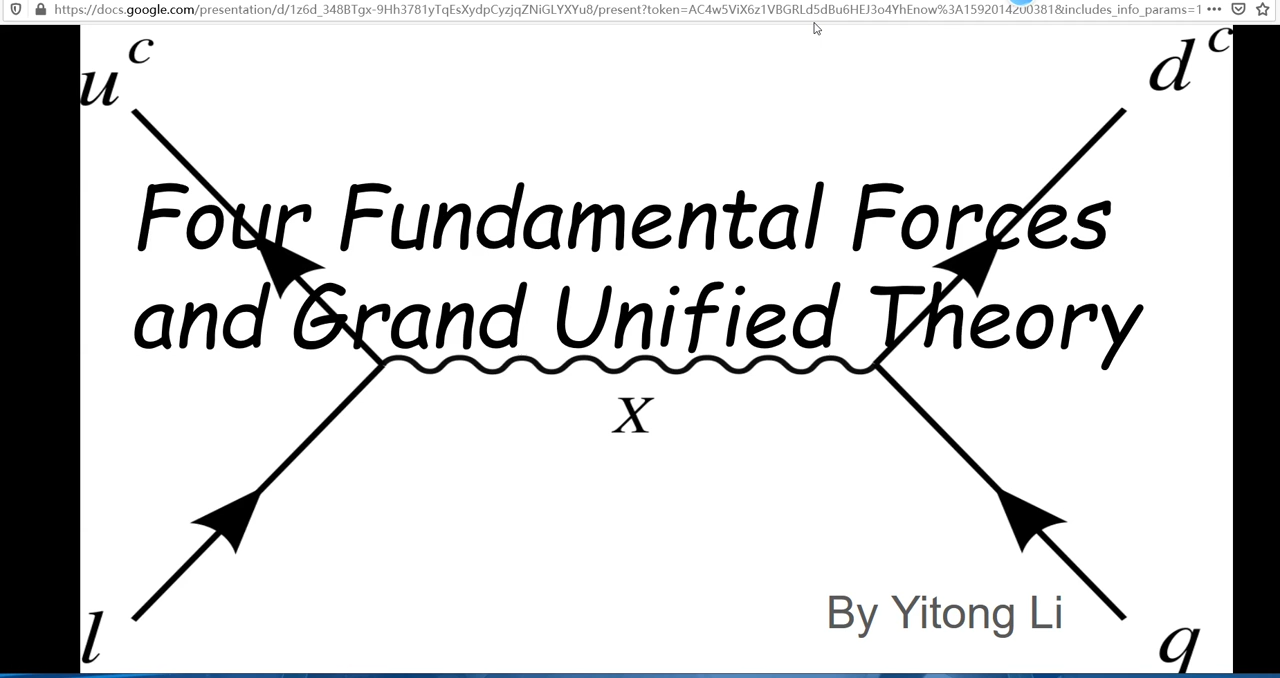 https://docs.google.com/presentation/d/1z6d_348BTgx-9Hh3781yTqEsXydpCyzjqZNiGLYXYu8/present?token=AC4w5ViX6z1VBGRLd5dBu6HEJ3o4YhEnow%3A1592014200381&includes_info_params=1
u^c
d^c
Four Fundamental Forces
and Grand Unified Theory
X
By Yitong Li
l
q